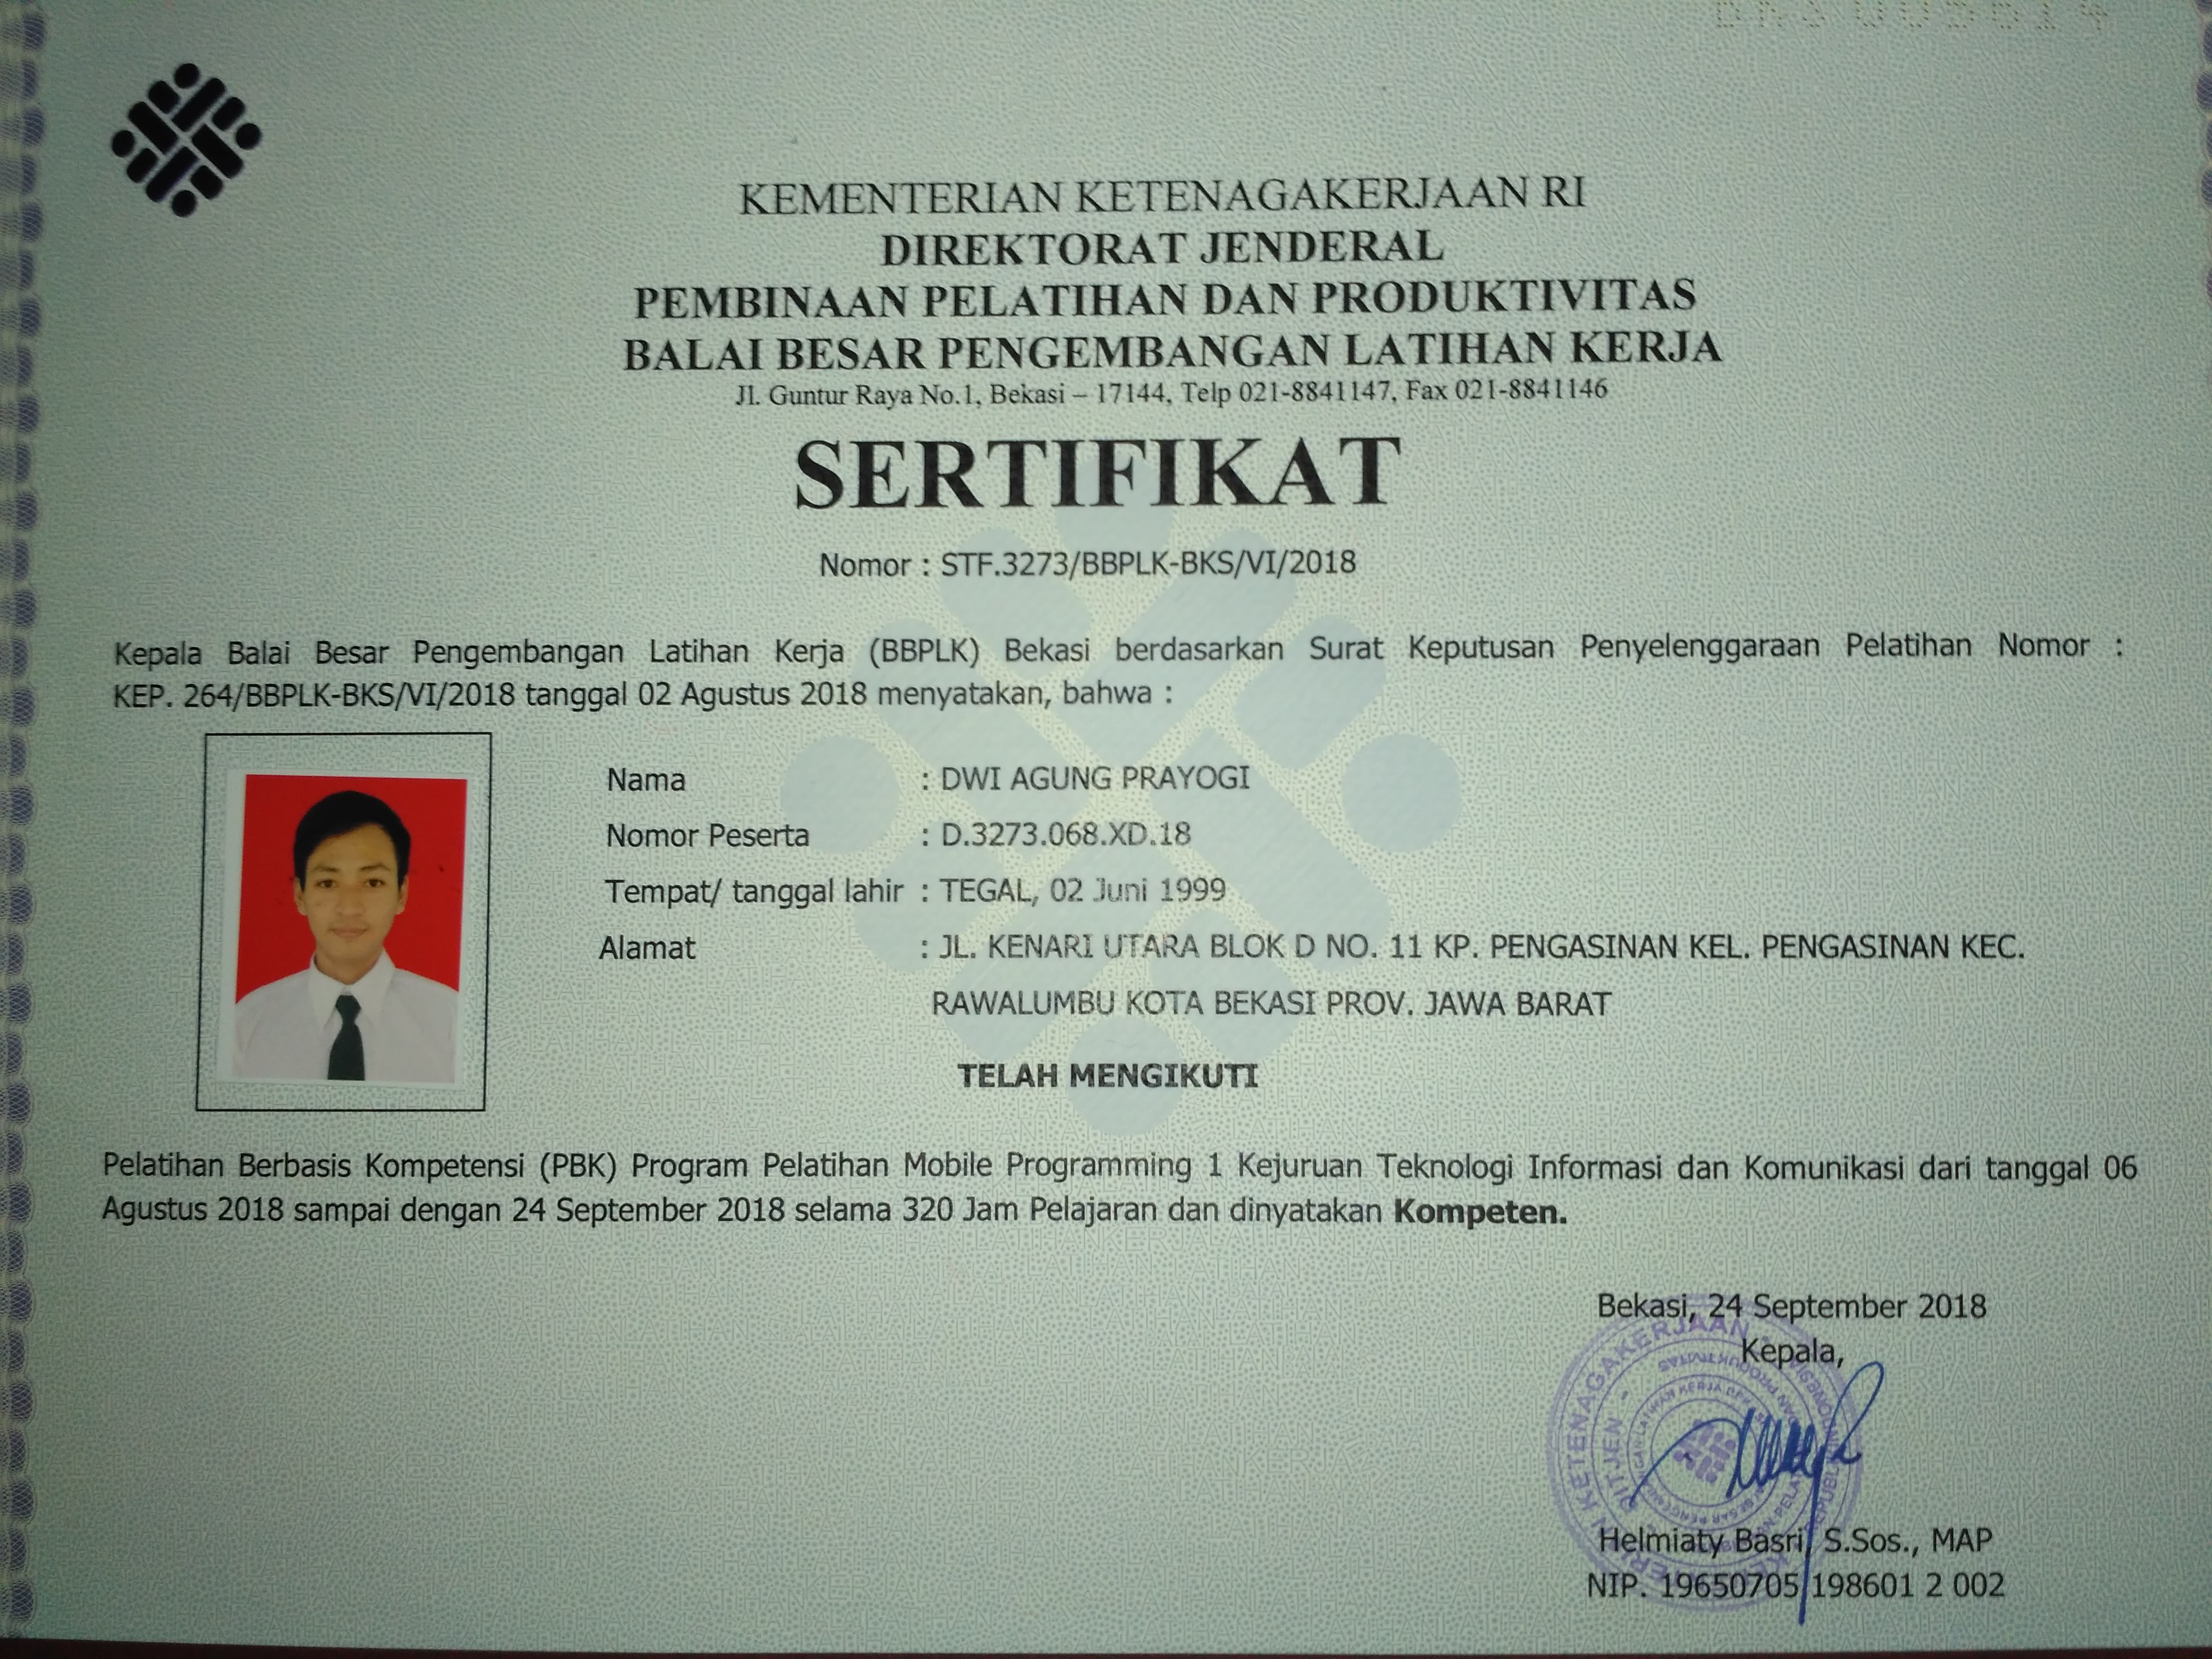 KEMENTERIAN KETENAGAKERJAAN RI
DIREKTORAT JENDERAL
PEMBINAAN PELATIHAN DAN PRODUKTIVITAS
BALAI BESAR PENGEMBANGAN LATIHAN KERJA
Jl. Guntur Raya No.1, Bekasi – 17144, Telp 021-8841147, Fax 021-8841146
SERTIFIKAT
Nomor : STF.3273/BBPLK-BKS/VI/2018
Kepala Balai Besar Pengembangan Latihan Kerja (BBPLK) Bekasi berdasarkan Surat Keputusan Penyelenggaraan Pelatihan Nomor :
KEP. 264/BBPLK-BKS/VI/2018 tanggal 02 Agustus 2018 menyatakan, bahwa :
Nama : DWI AGUNG PRAYOGI
Nomor Peserta : D.3273.068.XD.18
Tempat/ tanggal lahir : TEGAL, 02 Juni 1999
Alamat : JL. KENARI UTARA BLOK D NO. 11 KP. PENGASINAN KEL. PENGASINAN KEC.
RAWALUMBU KOTA BEKASI PROV. JAWA BARAT
TELAH MENGIKUTI
Pelatihan Berbasis Kompetensi (PBK) Program Pelatihan Mobile Programming 1 Kejuruan Teknologi Informasi dan Komunikasi dari tanggal 06
Agustus 2018 sampai dengan 24 September 2018 selama 320 Jam Pelajaran dan dinyatakan Kompeten.
Bekasi, 24 September 2018
Kepala,
Helmiaty Basri, S.Sos., MAP
NIP. 19650705 198601 2 002